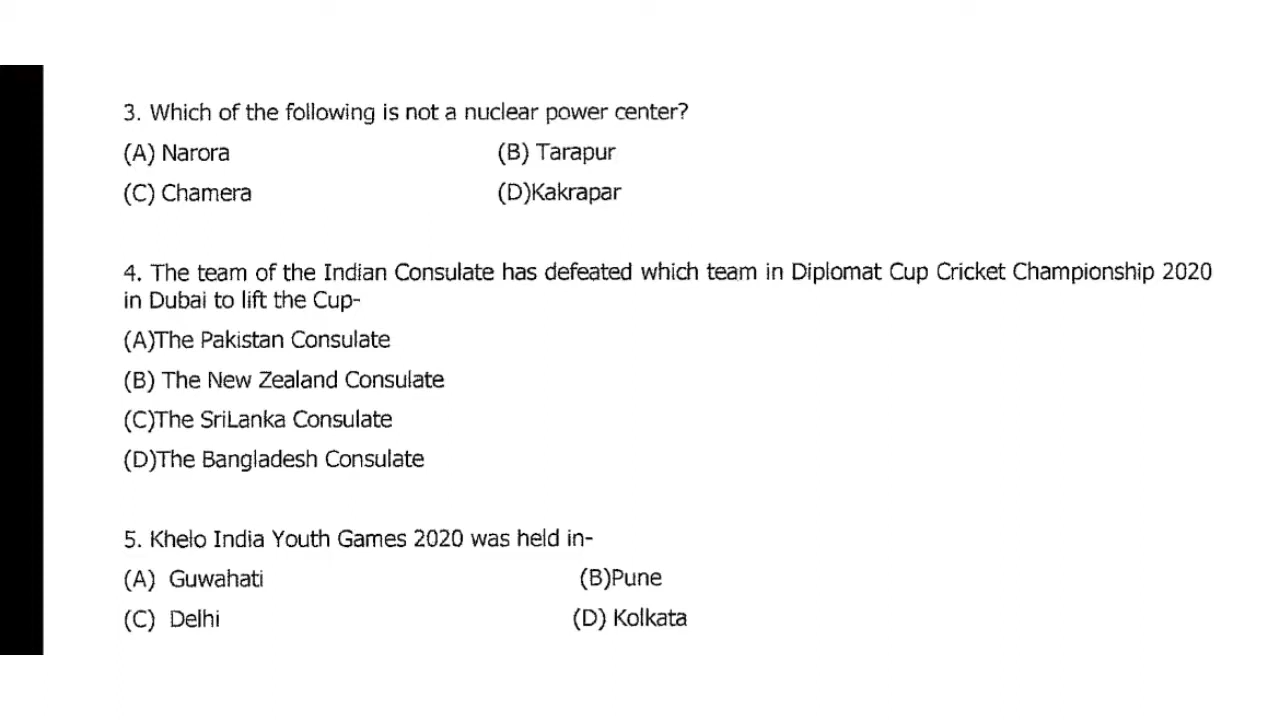 3. Which of the following is not a nuclear power center?
(A) Narora (B) Tarapur
(C) Chamera (D)Kakrapar
4. The team of the Indian Consulate has defeated which team in Diplomat Cup Cricket Championship 2020
in Dubai to lift the Cup-
(A)The Pakistan Consulate
(B) The New Zealand Consulate
(C)The SriLanka Consulate
(D)The Bangladesh Consulate
5. Khelo India Youth Games 2020 was held in-
(A) Guwahati (B)Pune
(C) Delhi (D) Kolkata